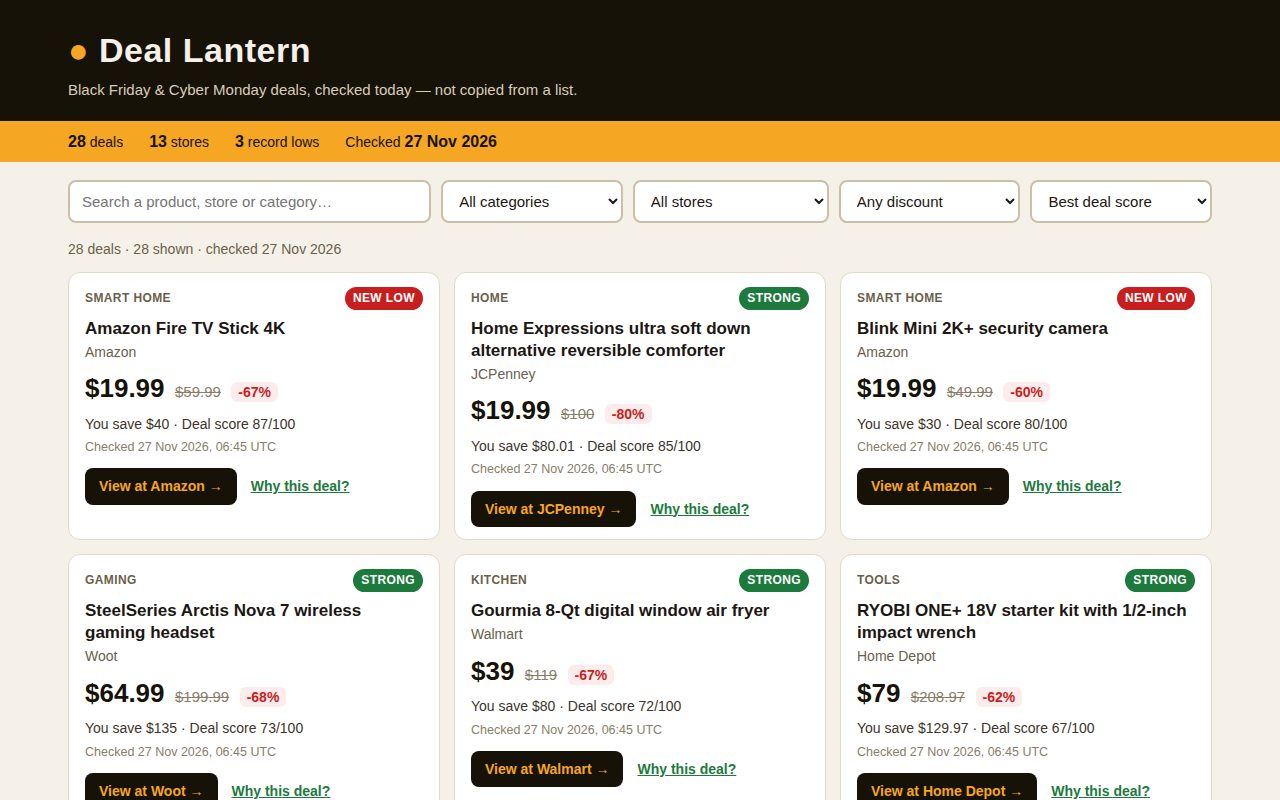 Deal Lantern
Black Friday & Cyber Monday deals, checked today — not copied from a list.
28 deals 13 stores 3 record lows Checked 27 Nov 2026
Search a product, store or category… All categories All stores Any discount Best deal score
28 deals · 28 shown · checked 27 Nov 2026
SMART HOME NEW LOW
Amazon Fire TV Stick 4K
Amazon
$19.99 $59.99 -67%
You save $40 · Deal score 87/100
Checked 27 Nov 2026, 06:45 UTC
View at Amazon → Why this deal?
HOME STRONG
Home Expressions ultra soft down
alternative reversible comforter
JCPenney
$19.99 $100 -80%
You save $80.01 · Deal score 85/100
Checked 27 Nov 2026, 06:45 UTC
View at JCPenney → Why this deal?
SMART HOME NEW LOW
Blink Mini 2K+ security camera
Amazon
$19.99 $49.99 -60%
You save $30 · Deal score 80/100
Checked 27 Nov 2026, 06:45 UTC
View at Amazon → Why this deal?
GAMING STRONG
SteelSeries Arctis Nova 7 wireless
gaming headset
Woot
$64.99 $199.99 -68%
You save $135 · Deal score 73/100
Checked 27 Nov 2026, 06:45 UTC
View at Woot → Why this deal?
KITCHEN STRONG
Gourmia 8-Qt digital window air fryer
Walmart
$39 $119 -67%
You save $80 · Deal score 72/100
Checked 27 Nov 2026, 06:45 UTC
View at Walmart → Why this deal?
TOOLS STRONG
RYOBI ONE+ 18V starter kit with 1/2-inch
impact wrench
Home Depot
$79 $208.97 -62%
You save $129.97 · Deal score 67/100
Checked 27 Nov 2026, 06:45 UTC
View at Home Depot → Why this deal?